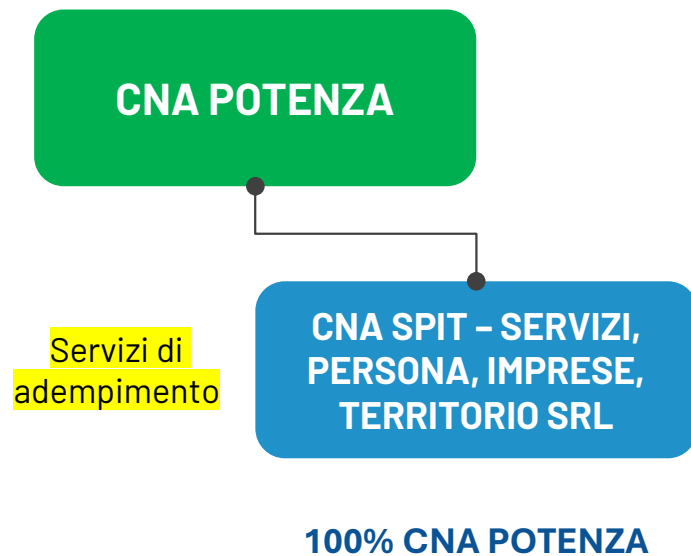 CNA POTENZA
CNA SPIT – SERVIZI,
PERSONA, IMPRESE,
TERRITORIO SRL
Servizi di
adempimento
100% CNA POTENZA